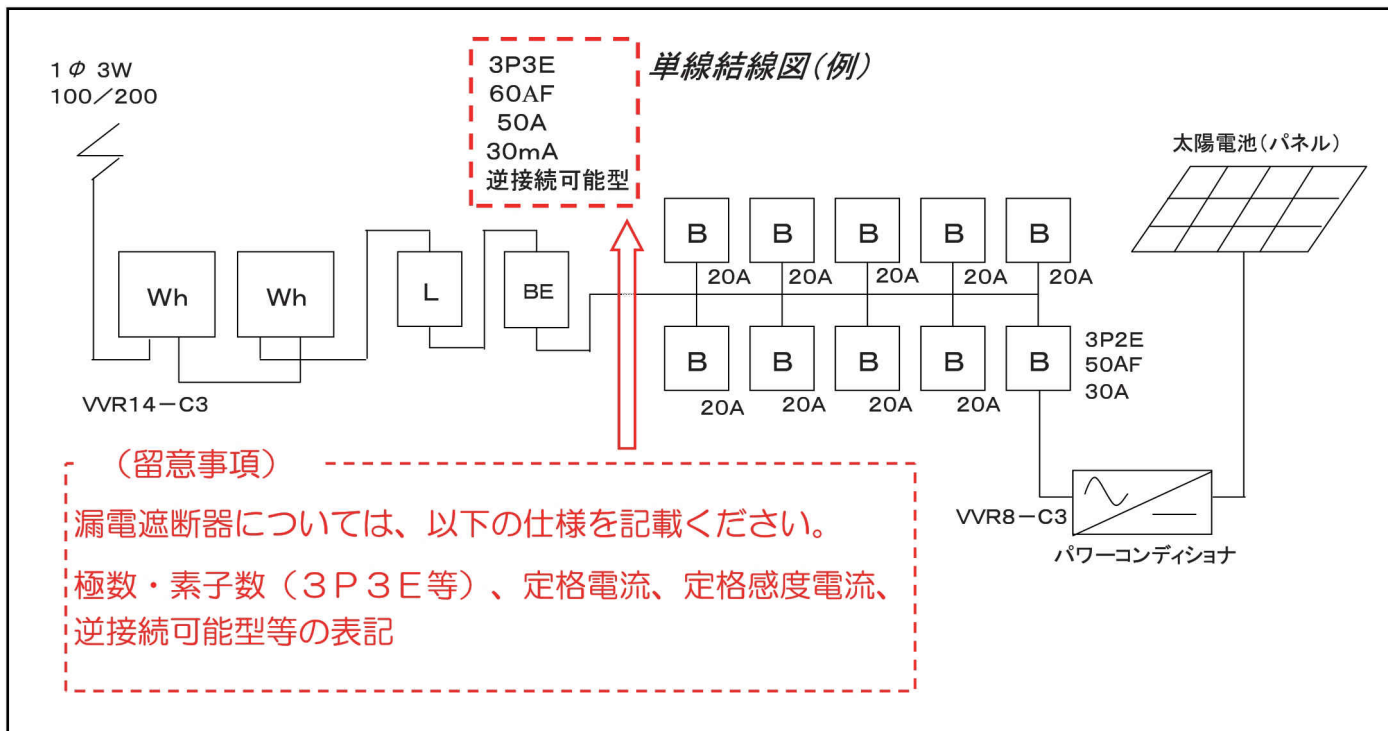 単線結線図(例)
1φ 3W
100/200
3P3E
60AF
50A
30mA
逆接続可能型
太陽電池(パネル)
Wh
Wh
L
BE
B
B
B
B
B
20A
20A
20A
20A
20A
B
B
B
B
B
20A
20A
20A
20A
3P2E
50AF
30A
VVR14-C3
VVR8-C3
パワーコンディショナ
(留意事項)
漏電遮断器については、以下の仕様を記載ください。
極数・素子数(3P3E等)、定格電流、定格感度電流、
逆接続可能型等の表記